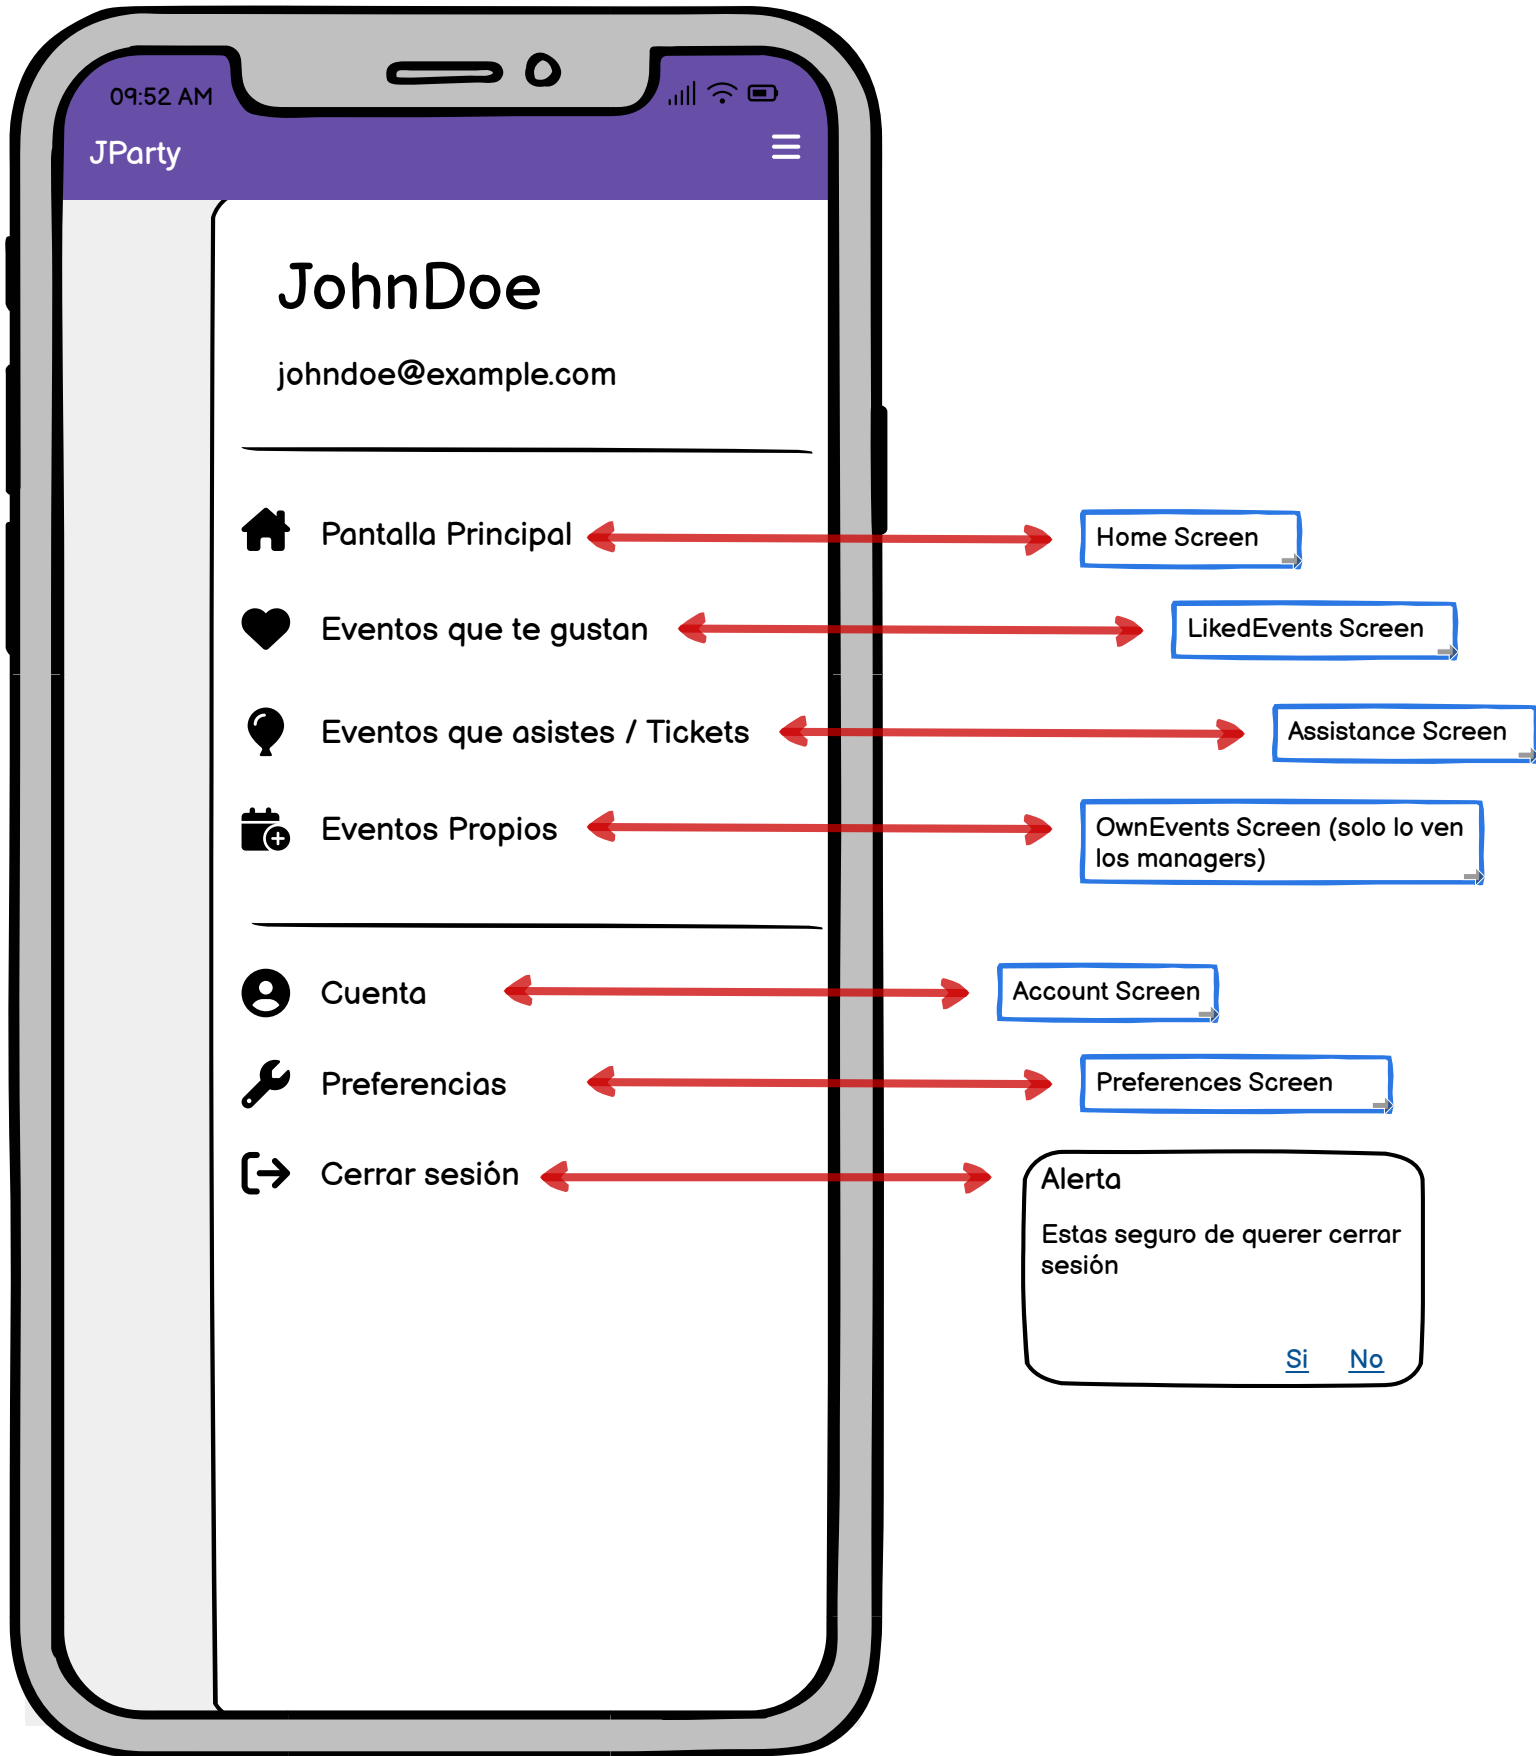 09:52 AM
JParty
JohnDoe
johndoe@example.com
Pantalla Principal
Home Screen
Eventos que te gustan
LikedEvents Screen
Eventos que asistes / Tickets
Assistance Screen
Eventos Propios
OwnEvents Screen (solo lo ven
los managers)
Cuenta
Account Screen
Preferencias
Preferences Screen
Cerrar sesión
Alerta
Estas seguro de querer cerrar
sesión
Si No